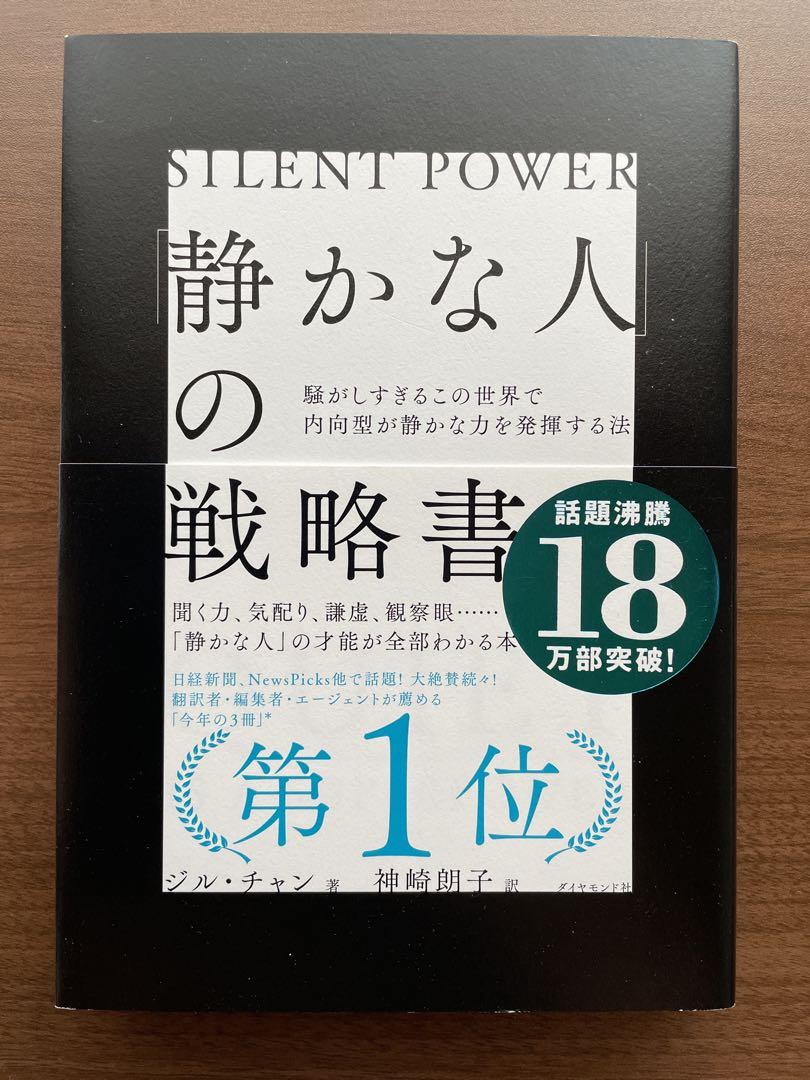 SILENT POWER
「静かな人」
の
騒がしすぎるこの世界で
内向型が静かな力を発揮する法
戦略書
話題沸騰
18
万部突破!
聞く力、気配り、謙虚、観察眼……
「静かな人」の才能が全部わかる本
日経新聞、NewsPicks他で話題! 大絶賛続々!
翻訳者・編集者・エージェントが薦める
「今年の3冊」*
第1位
ジル・チャン 著 神崎朗子 訳 ダイヤモンド社